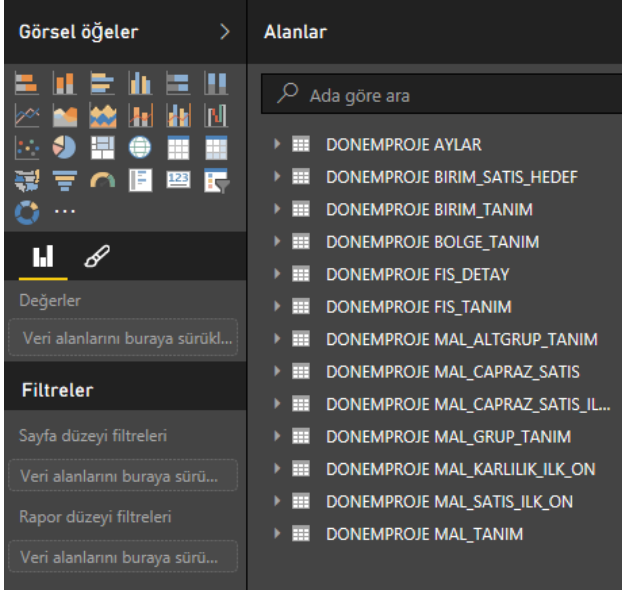 Görsel öğeler
Değerler
Veri alanlarını buraya sürükl...
Filtreler
Sayfa düzeyi filtreleri
Veri alanlarını buraya sürü...
Rapor düzeyi filtreleri
Veri alanlarını buraya sürü...
Alanlar
Ada göre ara
DONEMPROJE AYLAR
DONEMPROJE BIRIM_SATIS_HEDEF
DONEMPROJE BIRIM_TANIM
DONEMPROJE BOLGE_TANIM
DONEMPROJE FIS_DETAY
DONEMPROJE FIS_TANIM
DONEMPROJE MAL_ALTGRUP_TANIM
DONEMPROJE MAL_CAPRAZ_SATIS
DONEMPROJE MAL_CAPRAZ_SATIS_IL...
DONEMPROJE MAL_GRUP_TANIM
DONEMPROJE MAL_KARLILIK_ILK_ON
DONEMPROJE MAL_SATIS_ILK_ON
DONEMPROJE MAL_TANIM
123